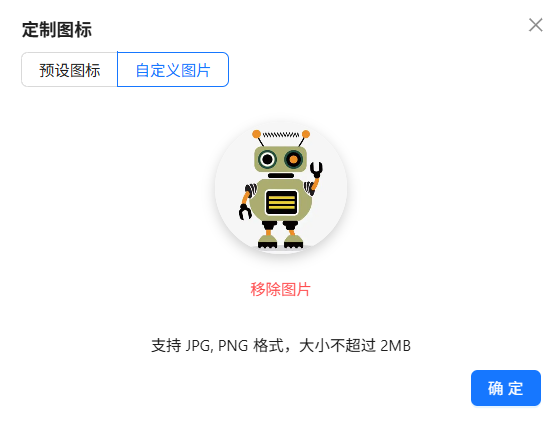 定制图标
预设图标 自定义图片
移除图片
支持 JPG, PNG 格式，大小不超过 2MB
确 定